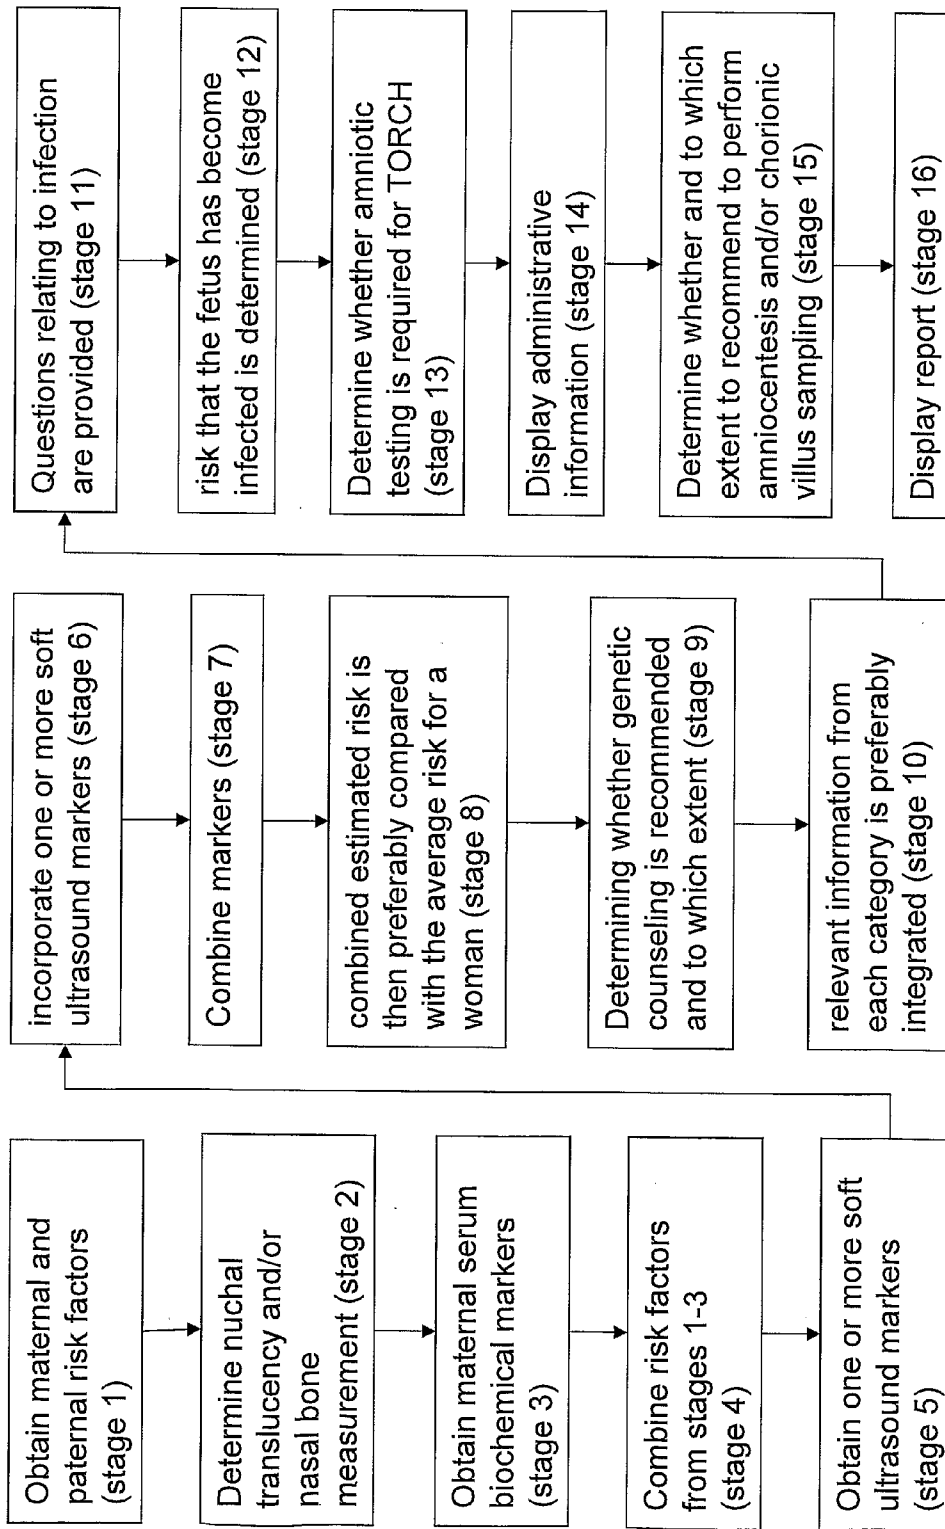 Obtain maternal and
paternal risk factors
(stage 1)
Determine nuchal
translucency and/or
nasal bone
measurement (stage 2)
Obtain maternal serum
biochemical markers
(stage 3)
Combine risk factors
from stages 1-3
(stage 4)
Obtain one or more soft
ultrasound markers
(stage 5)
incorporate one or more soft
ultrasound markers (stage 6)
Combine markers (stage 7)
combined estimated risk is
then preferably compared
with the average risk for a
woman (stage 8)
Determining whether genetic
counseling is recommended
and to which extent (stage 9)
relevant information from
each category is preferably
integrated (stage 10)
Questions relating to infection
are provided (stage 11)
risk that the fetus has become
infected is determined (stage 12)
Determine whether amniotic
testing is required for TORCH
(stage 13)
Display administrative
information (stage 14)
Determine whether and to which
extent to recommend to perform
amniocentesis and/or chorionic
villus sampling (stage 15)
Display report (stage 16)